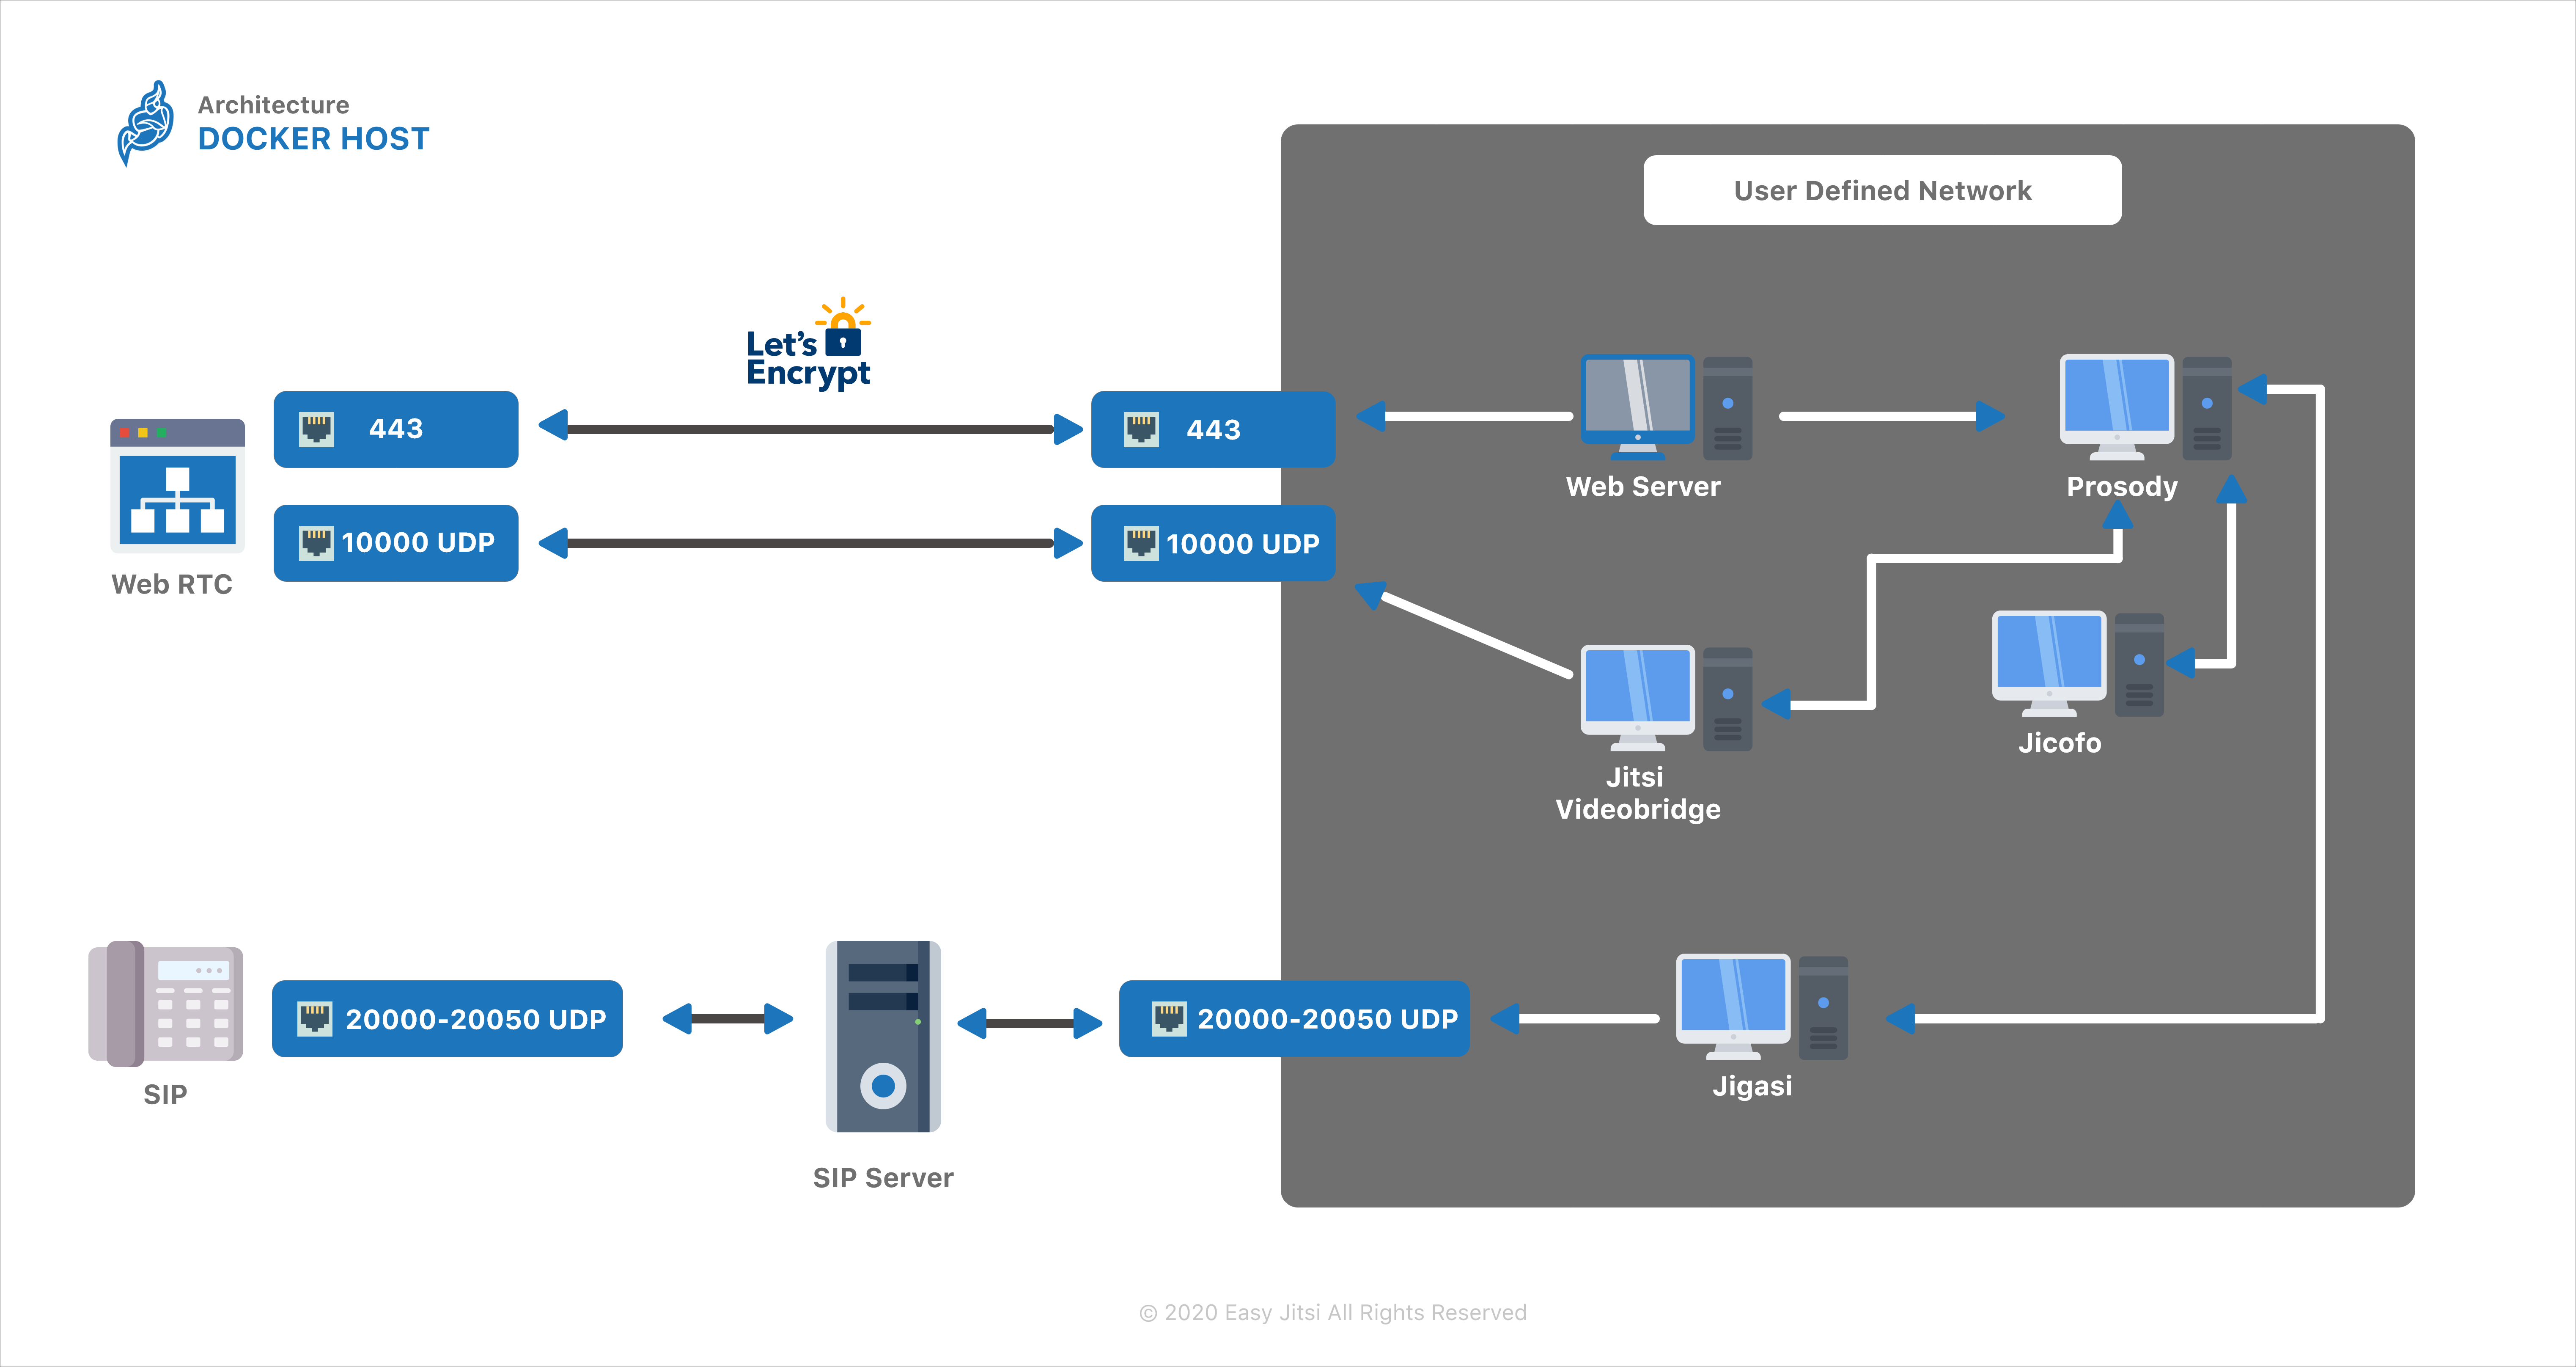 Architecture
DOCKER HOST
User Defined Network
Let's
Encrypt
443
443
10000 UDP
10000 UDP
Web RTC
Web Server
Prosody
Jitsi
Videobridge
Jicofo
20000-20050 UDP
20000-20050 UDP
SIP
SIP Server
Jigasi
© 2020 Easy Jitsi All Rights Reserved